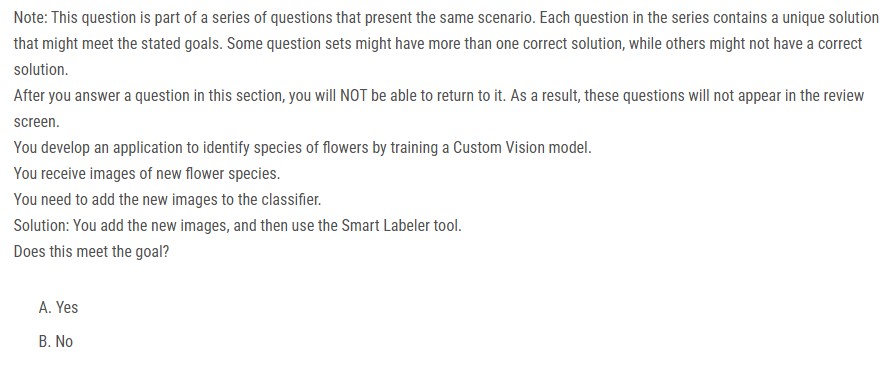 Note: This question is part of a series of questions that present the same scenario. Each question in the series contains a unique solution
that might meet the stated goals. Some question sets might have more than one correct solution, while others might not have a correct
solution.
After you answer a question in this section, you will NOT be able to return to it. As a result, these questions will not appear in the review
screen.
You develop an application to identify species of flowers by training a Custom Vision model.
You receive images of new flower species.
You need to add the new images to the classifier.
Solution: You add the new images, and then use the Smart Labeler tool.
Does this meet the goal?
A. Yes
B. No